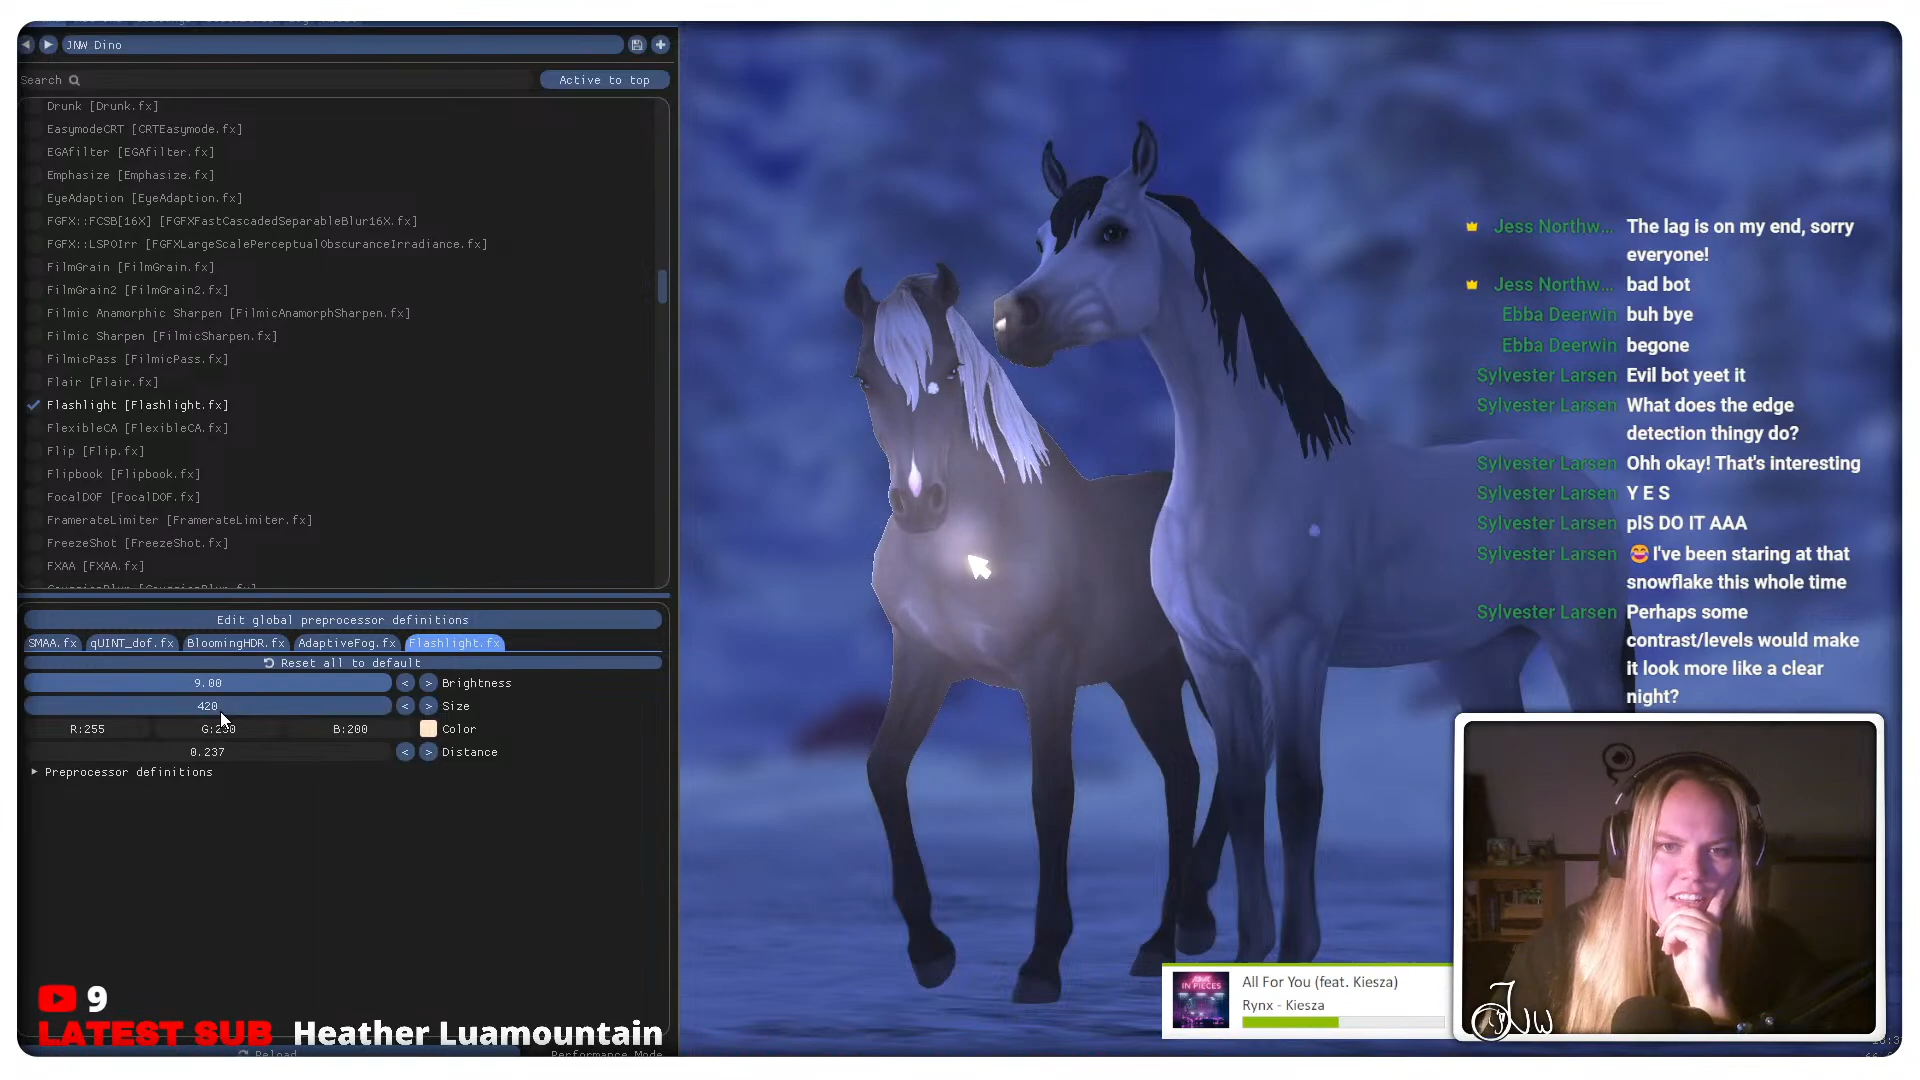 JNW Dino
Search
Active to top
Drunk [Drunk.fx]
EasymodeCRT [CRTEasymode.fx]
EGAfilter [EGAfilter.fx]
Emphasize [Emphasize.fx]
EyeAdaption [EyeAdaption.fx]
FGFX::FCSB[16X] [FGFXFastCascadedSeparableBlur16X.fx]
FGFX::LSPOIrr [FGFXLargeScalePerceptualObscuranceIrradiance.fx]
FilmGrain [FilmGrain.fx]
FilmGrain2 [FilmGrain2.fx]
Filmic Anamorphic Sharpen [FilmicAnamorphSharpen.fx]
Filmic Sharpen [FilmicSharpen.fx]
FilmicPass [FilmicPass.fx]
Flair [Flair.fx]
Flashlight [Flashlight.fx]
FlexibleCA [FlexibleCA.fx]
Flip [Flip.fx]
Flipbook [Flipbook.fx]
FocalDOF [FocalDOF.fx]
FramerateLimiter [FramerateLimiter.fx]
FreezeShot [FreezeShot.fx]
FXAA [FXAA.fx]
Edit global preprocessor definitions
SMAA.fx qUINT_dof.fx BloomingHDR.fx AdaptiveFog.fx Flashlight.fx
Reset all to default
9.00 < > Brightness
420 < > Size
R:255 G:230 B:200 Color
0.237 < > Distance
Preprocessor definitions
9
LATEST SUB Heather Luamountain
Reload Performance Mode
Jess Northw... The lag is on my end, sorry
everyone!
Jess Northw... bad bot
Ebba Deerwin buh bye
Ebba Deerwin begone
Sylvester Larsen Evil bot yeet it
Sylvester Larsen What does the edge
detection thingy do?
Sylvester Larsen Ohh okay! That's interesting
Sylvester Larsen Y E S
Sylvester Larsen plS DO IT AAA
Sylvester Larsen 😂 I've been staring at that
snowflake this whole time
Sylvester Larsen Perhaps some
contrast/levels would make
it look more like a clear
night?
IN PIECES
All For You (feat. Kiesza)
Rynx - Kiesza
JNW